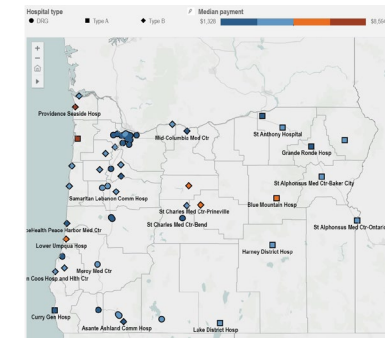 Hospital type
Median payment
DRG
Type A
Type B
$1,328
Providence Seaside Hosp
Mid-Columbia Med Ctr
St Anthony Hospital
Grande Ronde Hosp
St Alphonsus Med Ctr-Baker City
Samaritan Lebanon Comm Hosp
St Charles Med Ctr-Prineville
Blue Mountain Hosp
eHealth Peace Harbor Med Ctr
St Charles Med Ctr-Bend
St Alphonsus Med Ctr-Ontario
Lower Umpqua Hosp
Harney District Hosp
Mercy Med Ctr
Coos Hosp and Hlth Ctr
Curry Gen Hosp
Asante Ashland Comm Hosp
Lake District Hosp